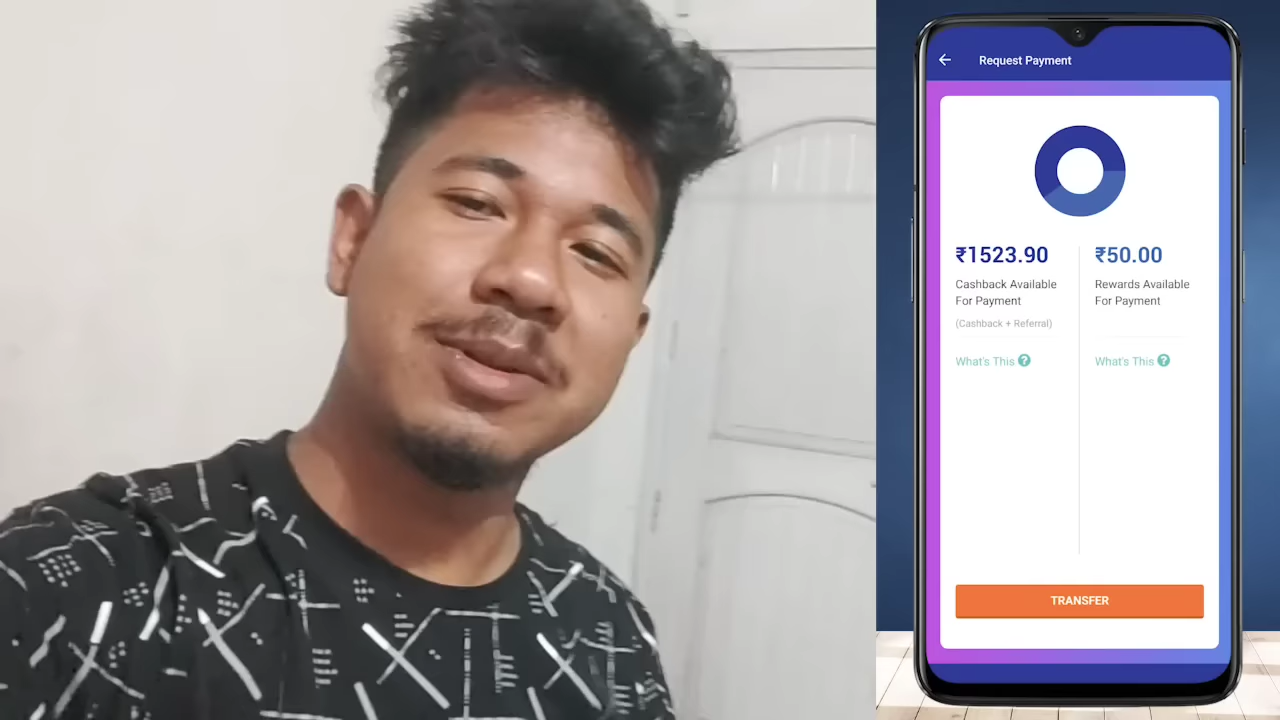 Request Payment
₹1523.90
Cashback Available
For Payment
(Cashback + Referral)
What's This ?
₹50.00
Rewards Available
For Payment
What's This ?
TRANSFER